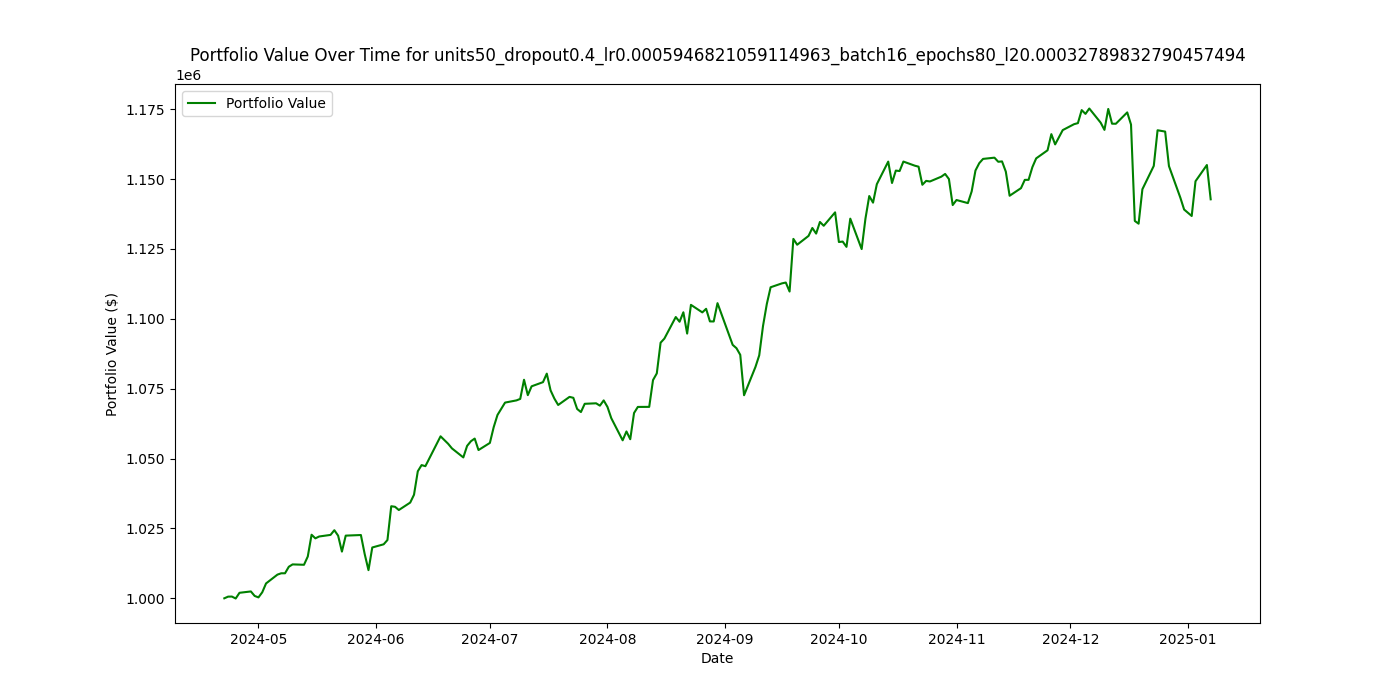 Portfolio Value Over Time for units50_dropout0.4_lr0.0005946821059114963_batch16_epochs80_l20.00032789832790457494
1e6
Portfolio Value
1.175
1.150
1.125
1.100
1.075
1.050
1.025
1.000
Portfolio Value ($)
2024-05 2024-06 2024-07 2024-08 2024-09 2024-10 2024-11 2024-12 2025-01
Date